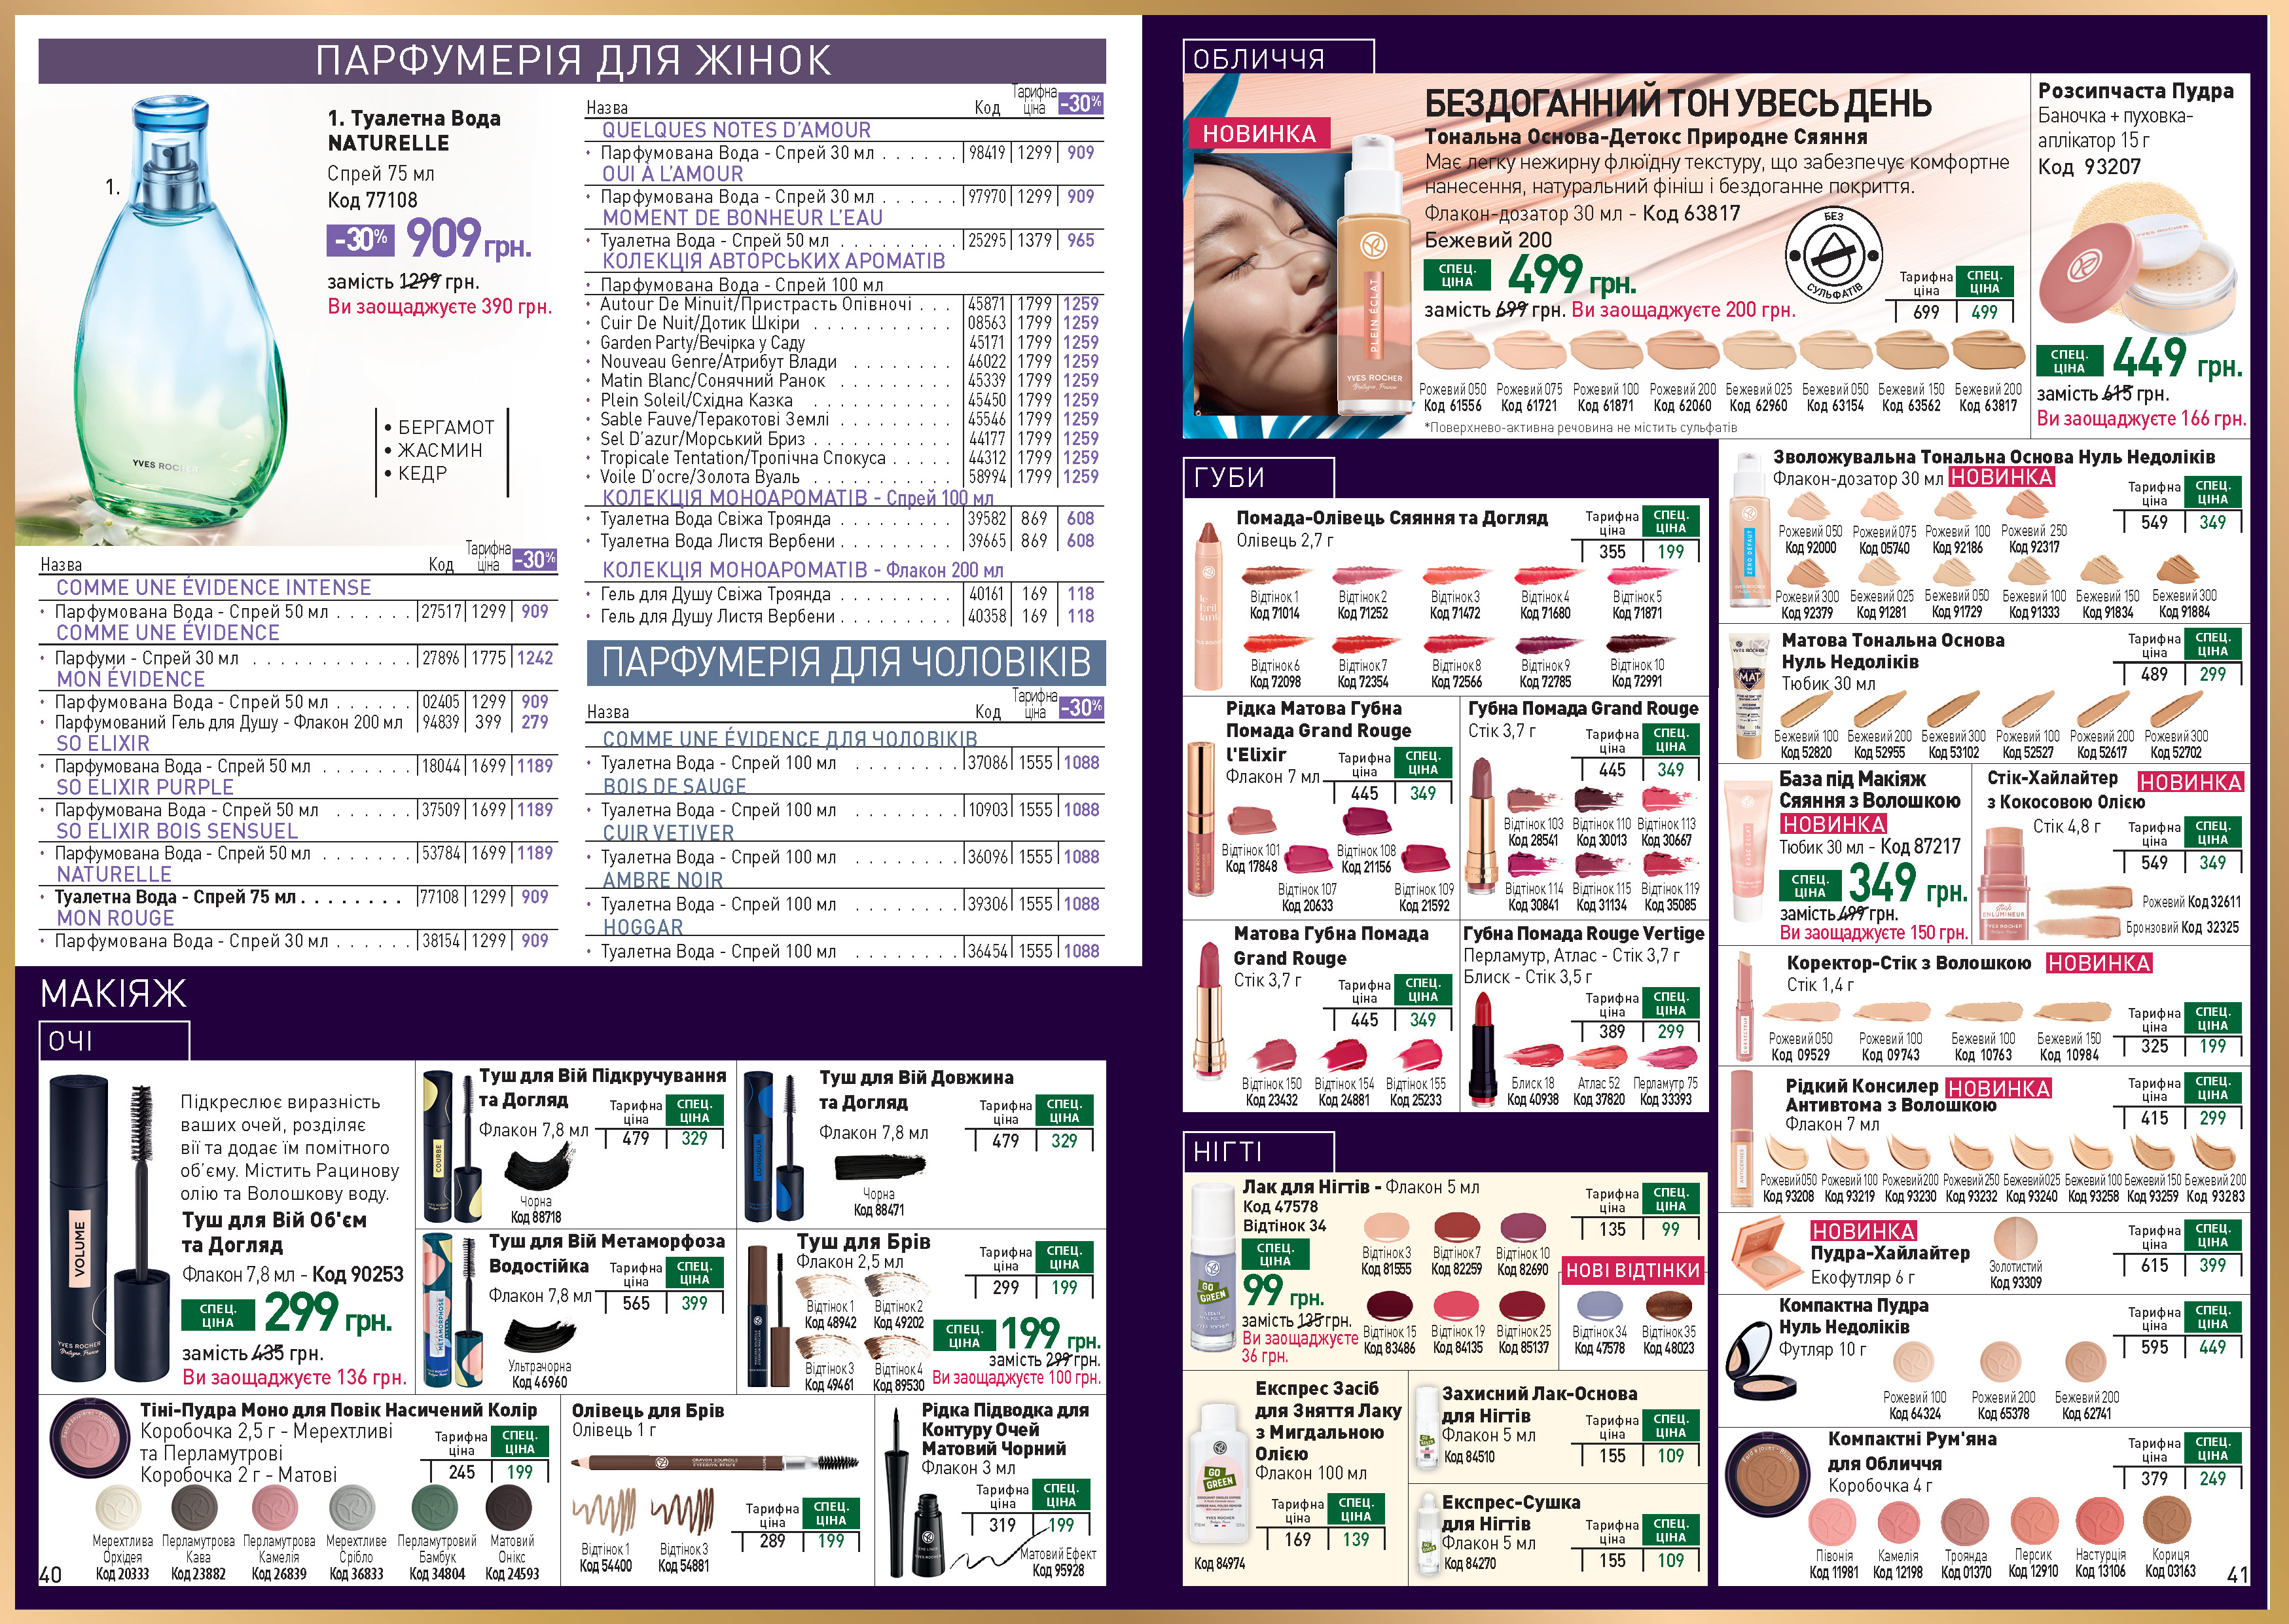 ПАРФУМЕРІЯ ДЛЯ ЖІНОК
1.
1. Туалетна Вода
NATURELLE
Спрей 75 мл
Код 77108
-30% 909 грн.
замість 1299 грн.
Ви заощаджуєте 390 грн.
• БЕРГАМОТ
• ЖАСМИН
• КЕДР
YVES ROCHER
Назва Код Тарифна ціна -30%
COMME UNE ÉVIDENCE INTENSE
Парфумована Вода - Спрей 50 мл . . . . . . 27517 1299 909
COMME UNE ÉVIDENCE
Парфуми - Спрей 30 мл . . . . . . . . . . . . 27896 1775 1242
MON ÉVIDENCE
Парфумована Вода - Спрей 50 мл . . . . . . 02405 1299 909
Парфумований Гель для Душу - Флакон 200 мл 94839 399 279
SO ELIXIR
Парфумована Вода - Спрей 50 мл . . . . . . . 18044 1699 1189
SO ELIXIR PURPLE
Парфумована Вода - Спрей 50 мл . . . . . . 37509 1699 1189
SO ELIXIR BOIS SENSUEL
Парфумована Вода - Спрей 50 мл . . . . . . . 53784 1699 1189
NATURELLE
Туалетна Вода - Спрей 75 мл . . . . . . . . 77108 1299 909
MON ROUGE
Парфумована Вода - Спрей 30 мл . . . . . . 38154 1299 909
Назва Код Тарифна ціна -30%
QUELQUES NOTES D'AMOUR
Парфумована Вода - Спрей 30 мл . . . . . . 98419 1299 909
OUI À L'AMOUR
Парфумована Вода - Спрей 30 мл . . . . . . 97970 1299 909
MOMENT DE BONHEUR L'EAU
Туалетна Вода - Спрей 50 мл . . . . . . . . . 25295 1379 965
КОЛЕКЦІЯ АВТОРСЬКИХ АРОМАТІВ
Парфумована Вода - Спрей 100 мл
Autour De Minuit/Пристрасть Опівночі . . . 45871 1799 1259
Cuir De Nuit/Дотик Шкіри . . . . . . . . . . . 08563 1799 1259
Garden Party/Вечірка у Саду 45171 1799 1259
Nouveau Genre/Атрибут Влади . . . . . . . . 46022 1799 1259
Matin Blanc/Сонячний Ранок . . . . . . . . . 45339 1799 1259
Plein Soleil/Східна Казка . . . . . . . . . . . 45450 1799 1259
Sable Fauve/Теракотові Землі . . . . . . . . . 45546 1799 1259
Sel D'azur/Морський Бриз . . . . . . . . . . . 44177 1799 1259
Tropicale Tentation/Тропічна Спокуса . . . . . 44312 1799 1259
Voile D'ocre/Золота Вуаль . . . . . . . . . . . 58994 1799 1259
КОЛЕКЦІЯ МОНОАРОМАТІВ - Спрей 100 мл
Туалетна Вода Свіжа Троянда . . . . . . . . . 39582 869 608
Туалетна Вода Листя Вербени . . . . . . . . . 39665 869 608
КОЛЕКЦІЯ МОНОАРОМАТІВ - Флакон 200 мл
Гель для Душу Свіжа Троянда . . . . . . . . . 40161 169 118
Гель для Душу Листя Вербени . . . . . . . . . 40358 169 118
ПАРФУМЕРІЯ ДЛЯ ЧОЛОВІКІВ
Назва Код Тарифна ціна -30%
COMME UNE ÉVIDENCE ДЛЯ ЧОЛОВІКІВ
Туалетна Вода - Спрей 100 мл . . . . . . . . 37086 1555 1088
BOIS DE SAUGE
Туалетна Вода - Спрей 100 мл . . . . . . . . 10903 1555 1088
CUIR VETIVER
Туалетна Вода - Спрей 100 мл . . . . . . . . 36096 1555 1088
AMBRE NOIR
Туалетна Вода - Спрей 100 мл . . . . . . . . 39306 1555 1088
HOGGAR
Туалетна Вода - Спрей 100 мл . . . . . . . . 36454 1555 1088
МАКІЯЖ
ОЧІ
VOLUME
YVES ROCHER
Підкреслює виразність
ваших очей, розділяє
вії та додає їм помітного
об'єму. Містить Рацинову
олію та Волошкову воду.
Туш для Вій Об'єм
та Догляд
Флакон 7,8 мл - Код 90253
СПЕЦ. ЦІНА 299 грн.
замість 435 грн.
Ви заощаджуєте 136 грн.
COURBE
Туш для Вій Підкручування
та Догляд
Флакон 7,8 мл
Тарифна ціна СПЕЦ. ЦІНА
479 329
Чорна
Код 88718
LONGUEUR
Туш для Вій Довжина
та Догляд
Флакон 7,8 мл
Тарифна ціна СПЕЦ. ЦІНА
479 329
Чорна
Код 88471
MÉTAMORPHOSE
Туш для Вій Метаморфоза
Водостійка
Флакон 7,8 мл
Тарифна ціна СПЕЦ. ЦІНА
565 399
Ультрачорна
Код 46960
Туш для Брів
Флакон 2,5 мл
Тарифна ціна СПЕЦ. ЦІНА
299 199
Відтінок 1 Відтінок 2
Код 48942 Код 49202
Відтінок 3 Відтінок 4
Код 49461 Код 89530
СПЕЦ. ЦІНА 199 грн.
замість 299 грн.
Ви заощаджуєте 100 грн.
Тіні-Пудра Моно для Повік Насичений Колір
Коробочка 2,5 г - Мерехтливі
та Перламутрові
Коробочка 2 г - Матові
Тарифна ціна СПЕЦ. ЦІНА
245 199
Мерехтлива Орхідея Код 20333
Перламутрова Кава Код 23882
Перламутрова Камелія Код 26839
Мерехтливе Срібло Код 36833
Перламутровий Бамбук Код 34804
Матовий Онікс Код 24593
Олівець для Брів
Олівець 1 г
Тарифна ціна СПЕЦ. ЦІНА
289 199
Відтінок 1 Відтінок 3
Код 54400 Код 54881
Рідка Підводка для
Контуру Очей
Матовий Чорний
Флакон 3 мл
Тарифна ціна СПЕЦ. ЦІНА
319 199
Матовий Ефект
Код 95928
40
ОБЛИЧЧЯ
НОВИНКА
PLEIN ÉCLAT
YVES ROCHER
БЕЗДОГАННИЙ ТОН УВЕСЬ ДЕНЬ
Тональна Основа-Детокс Природне Сяяння
Має легку нежирну флюїдну текстуру, що забезпечує комфортне
нанесення, натуральний фініш і бездоганне покриття.
Флакон-дозатор 30 мл - Код 63817
Бежевий 200
СПЕЦ. ЦІНА 499 грн.
замість 699 грн. Ви заощаджуєте 200 грн.
БЕЗ СУЛЬФАТІВ
Тарифна ціна СПЕЦ. ЦІНА
699 499
Рожевий 050 Рожевий 075 Рожевий 100 Рожевий 200 Бежевий 025 Бежевий 050 Бежевий 150 Бежевий 200
Код 61556 Код 61721 Код 61871 Код 62060 Код 62960 Код 63154 Код 63562 Код 63817
*Поверхнево-активна речовина не містить сульфатів
Розсипчаста Пудра
Баночка + пуховка-
аплікатор 15 г
Код 93207
СПЕЦ. ЦІНА 449 грн.
замість 615 грн.
Ви заощаджуєте 166 грн.
ГУБИ
Помада-Олівець Сяяння та Догляд
Олівець 2,7 г
Тарифна ціна СПЕЦ. ЦІНА
355 199
Відтінок 1 Відтінок 2 Відтінок 3 Відтінок 4 Відтінок 5
Код 71014 Код 71252 Код 71472 Код 71680 Код 71871
Відтінок 6 Відтінок 7 Відтінок 8 Відтінок 9 Відтінок 10
Код 72098 Код 72354 Код 72566 Код 72785 Код 72991
Рідка Матова Губна
Помада Grand Rouge
l'Elixir
Флакон 7 мл
Тарифна ціна СПЕЦ. ЦІНА
445 349
Відтінок 101 Код 17848
Відтінок 108 Код 21156
Відтінок 107 Код 20633
Відтінок 109 Код 21592
Губна Помада Grand Rouge
Стік 3,7 г
Тарифна ціна СПЕЦ. ЦІНА
445 349
Відтінок 103 Відтінок 110 Відтінок 113
Код 28541 Код 30013 Код 30667
Відтінок 114 Відтінок 115 Відтінок 119
Код 30841 Код 31134 Код 35085
Матова Губна Помада
Grand Rouge
Стік 3,7 г
Тарифна ціна СПЕЦ. ЦІНА
445 349
Відтінок 150 Відтінок 154 Відтінок 155
Код 23432 Код 24881 Код 25233
Губна Помада Rouge Vertige
Перламутр, Атлас - Стік 3,7 г
Блиск - Стік 3,5 г
Тарифна ціна СПЕЦ. ЦІНА
389 299
Блиск 18 Атлас 52 Перламутр 75
Код 40938 Код 37820 Код 33393
НІГТІ
Лак для Нігтів - Флакон 5 мл
Код 47578
Відтінок 34
СПЕЦ. ЦІНА
99 грн.
замість 135 грн.
Ви заощаджуєте
36 грн.
GO GREEN
Тарифна ціна СПЕЦ. ЦІНА
135 99
Відтінок 3 Відтінок 7 Відтінок 10
Код 81555 Код 82259 Код 82690
НОВІ ВІДТІНКИ
Відтінок 15 Відтінок 19 Відтінок 25 Відтінок 34 Відтінок 35
Код 83486 Код 84135 Код 85137 Код 47578 Код 48023
Експрес Засіб
для Зняття Лаку
з Мигдальною
Олією
Флакон 100 мл
Тарифна ціна СПЕЦ. ЦІНА
169 139
GO GREEN
Код 84974
Захисний Лак-Основа
для Нігтів
Флакон 5 мл
Код 84510
Тарифна ціна СПЕЦ. ЦІНА
155 109
Експрес-Сушка
для Нігтів
Флакон 5 мл
Код 84270
Тарифна ціна СПЕЦ. ЦІНА
155 109
Зволожувальна Тональна Основа Нуль Недоліків
Флакон-дозатор 30 мл НОВИНКА
Тарифна ціна СПЕЦ. ЦІНА
549 349
Рожевий 050 Рожевий 075 Рожевий 100 Рожевий 250
Код 92000 Код 05740 Код 92186 Код 92317
Рожевий 300 Бежевий 025 Бежевий 050 Бежевий 100 Бежевий 150 Бежевий 300
Код 92379 Код 91281 Код 91729 Код 91333 Код 91834 Код 91884
MAT
Матова Тональна Основа
Нуль Недоліків
Тюбик 30 мл
Тарифна ціна СПЕЦ. ЦІНА
489 299
Бежевий 100 Бежевий 200 Бежевий 300 Рожевий 100 Рожевий 200 Рожевий 300
Код 52820 Код 52955 Код 53102 Код 52527 Код 52617 Код 52702
База під Макіяж
Сяяння з Волошкою
НОВИНКА
Тюбик 30 мл - Код 87217
СПЕЦ. ЦІНА 349 грн.
замість 499 грн.
Ви заощаджуєте 150 грн.
Стік-Хайлайтер НОВИНКА
з Кокосовою Олією
Стік 4,8 г
Тарифна ціна СПЕЦ. ЦІНА
549 349
Рожевий Код 32611
Бронзовий Код 32325
Коректор-Стік з Волошкою НОВИНКА
Стік 1,4 г
Тарифна ціна СПЕЦ. ЦІНА
325 199
Рожевий 050 Рожевий 100 Бежевий 100 Бежевий 150
Код 09529 Код 09743 Код 10763 Код 10984
Рідкий Консилер НОВИНКА
Антивтома з Волошкою
Флакон 7 мл
Тарифна ціна СПЕЦ. ЦІНА
415 299
Рожевий 050 Рожевий 100 Рожевий 200 Рожевий 250 Бежевий 025 Бежевий 100 Бежевий 150 Бежевий 200
Код 93208 Код 93219 Код 93230 Код 93232 Код 93240 Код 93258 Код 93259 Код 93283
НОВИНКА
Пудра-Хайлайтер
Екофутляр 6 г
Золотистий
Код 93309
Тарифна ціна СПЕЦ. ЦІНА
615 399
Компактна Пудра
Нуль Недоліків
Футляр 10 г
Тарифна ціна СПЕЦ. ЦІНА
595 449
Рожевий 100 Рожевий 200 Бежевий 200
Код 64324 Код 65378 Код 62741
Компактні Рум'яна
для Обличчя
Коробочка 4 г
Тарифна ціна СПЕЦ. ЦІНА
379 249
Півонія Камелія Троянда Персик Настурція Кориця
Код 11981 Код 12198 Код 01370 Код 12910 Код 13106 Код 03163
41